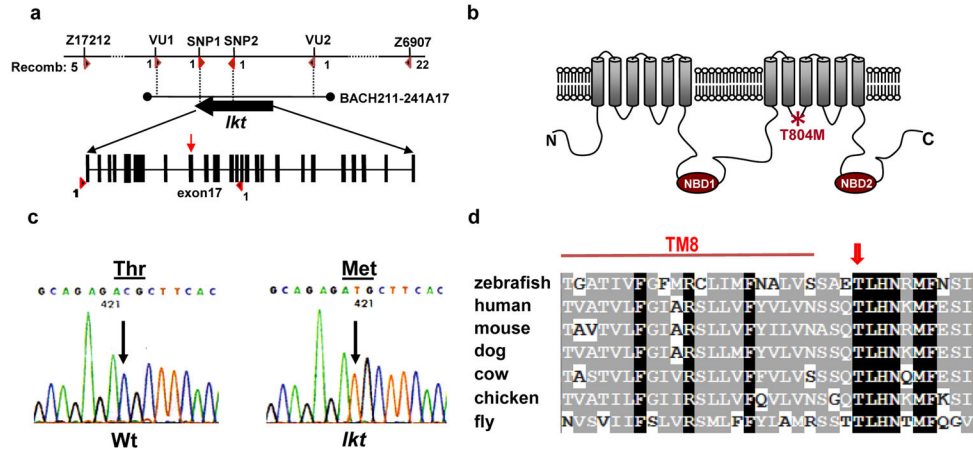 a
Z17212 VU1 SNP1 SNP2 VU2 Z6907
Recomb: 5 1 1 1 1 22
BACH211-241A17
lkt
exon17
1 1
b
N C
T804M
NBD1 NBD2
c
Thr
GCAGAGACGCTTCAC
421
Wt
Met
GCAGAGATGCTTCAC
421
lkt
d
TM8
zebrafish TGATIVFGFMRCLIMFNALVSSAETLHNRMFNSI
human TVATVLFGIARSLLVFYVLVNSSQTLHNKMFESI
mouse TAVTVLFGIARSLLVFYILVNASQTLHNRMFESI
dog TVATVLFGIARSLLMFYVLVNSSQTLHNKMFESI
cow TASTVLFGIVRSLLVFFVLVSSSQTLHNQMFESI
chicken TVATILFGIIRSLLVFQVLVNSGQTLHNKMFKSI
fly NVSVIIFSLVRSMLFFYLAMRSSTTLHNTMFQGV